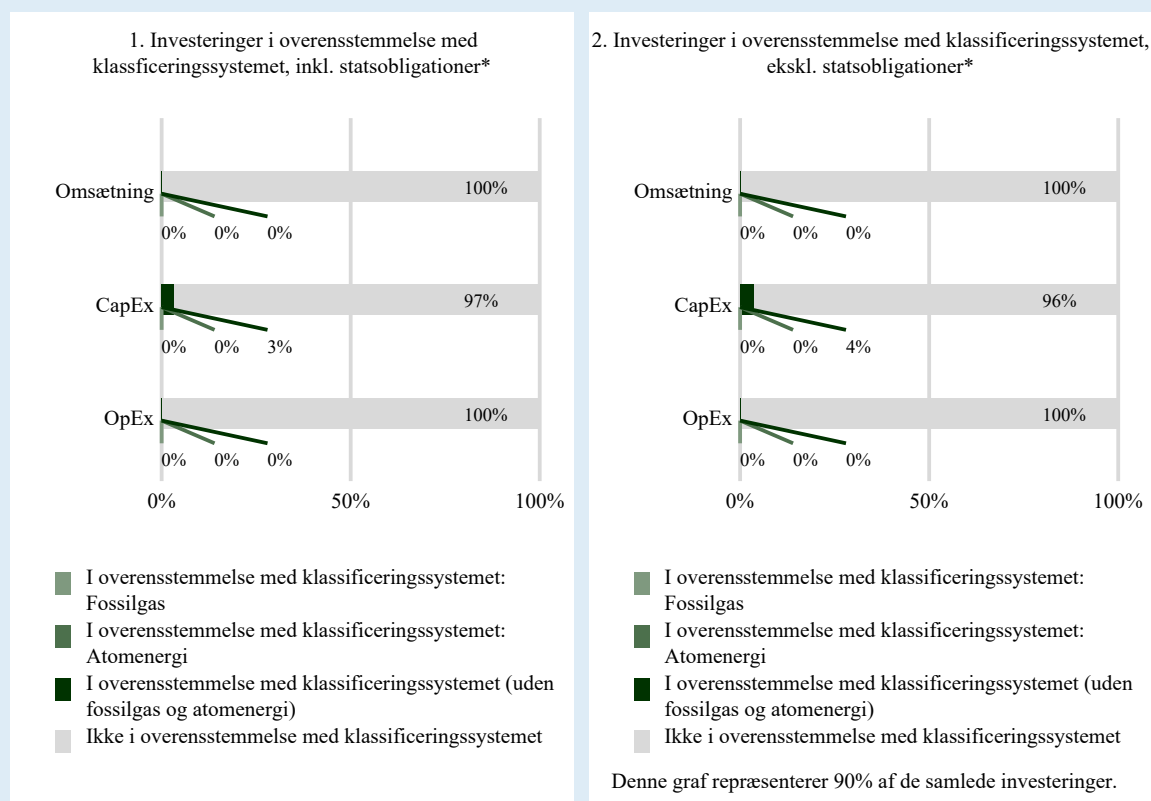 1. Investeringer i overensstemmelse med
klassficeringssystemet, inkl. statsobligationer*
Omsætning
100%
0% 0% 0%
CapEx
97%
0% 0% 3%
OpEx
100%
0% 0% 0%
0% 50% 100%
I overensstemmelse med klassificeringssystemet:
Fossilgas
I overensstemmelse med klassificeringssystemet:
Atomenergi
I overensstemmelse med klassificeringssystemet (uden
fossilgas og atomenergi)
Ikke i overensstemmelse med klassificeringssystemet
2. Investeringer i overensstemmelse med klassificeringssystemet,
ekskl. statsobligationer*
Omsætning
100%
0% 0% 0%
CapEx
96%
0% 0% 4%
OpEx
100%
0% 0% 0%
0% 50% 100%
I overensstemmelse med klassificeringssystemet:
Fossilgas
I overensstemmelse med klassificeringssystemet:
Atomenergi
I overensstemmelse med klassificeringssystemet (uden
fossilgas og atomenergi)
Ikke i overensstemmelse med klassificeringssystemet
Denne graf repræsenterer 90% af de samlede investeringer.